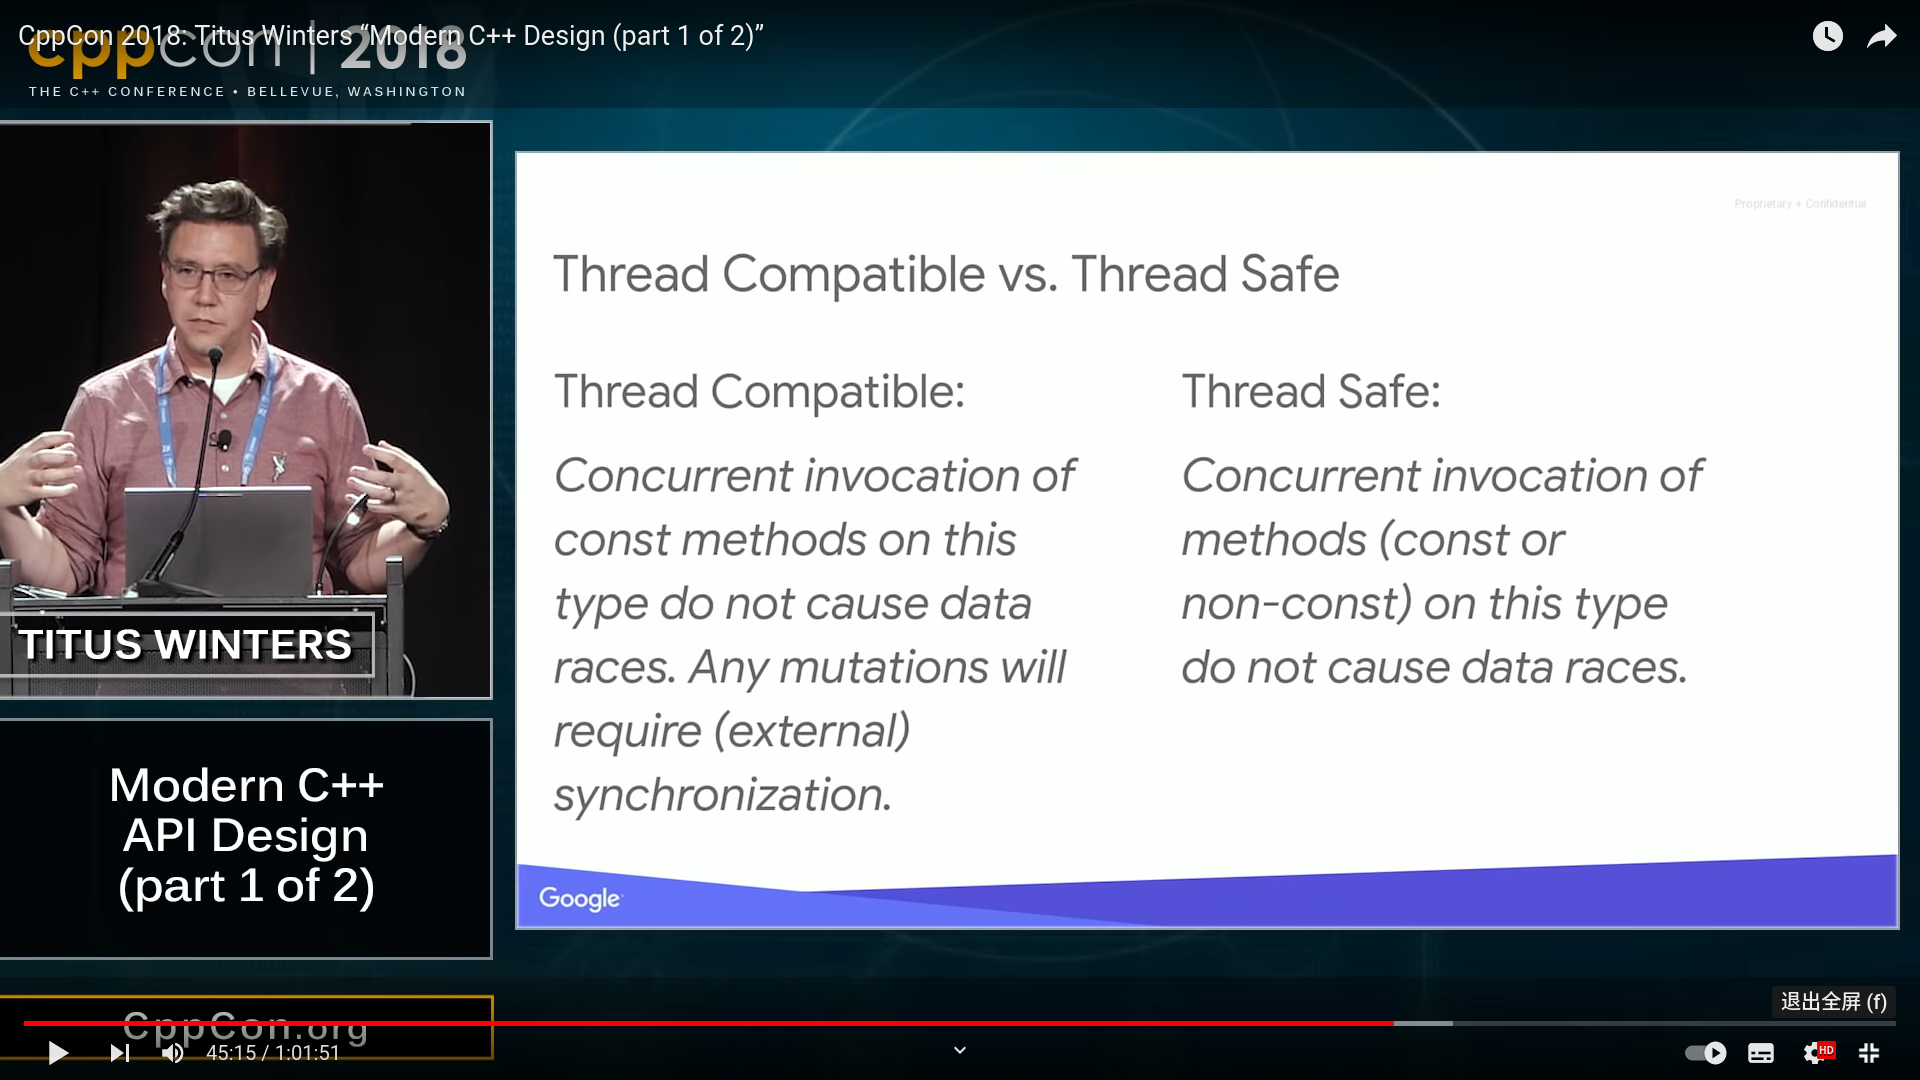 CppCon 2018: Titus Winters “Modern C++ Design (part 1 of 2)”
cppcon | 2018
THE C++ CONFERENCE • BELLEVUE, WASHINGTON
Proprietary + Confidential
Thread Compatible vs. Thread Safe
Thread Compatible:
Concurrent invocation of
const methods on this
type do not cause data
races. Any mutations will
require (external)
synchronization.
Thread Safe:
Concurrent invocation of
methods (const or
non-const) on this type
do not cause data races.
Google
TITUS WINTERS
Modern C++
API Design
(part 1 of 2)
CppCon.org
退出全屏 (f)
45:15 / 1:01:51
HD